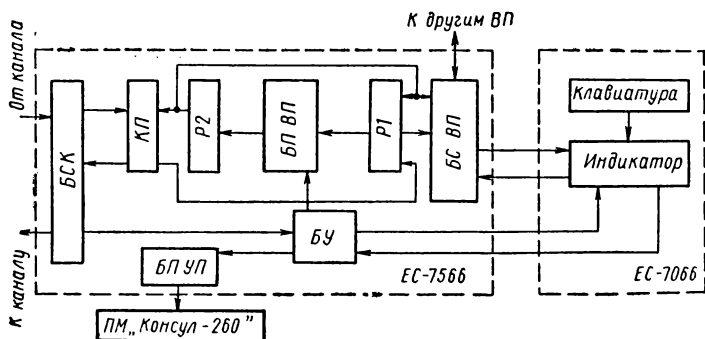 К другим ВП
От канала
БСК
КП
Р2
БП ВП
Р1
БС ВП
Клавиатура
Индикатор
К каналу
БУ
БП УП
ЕС-7566
ЕС-7066
ПМ „Консул-260"